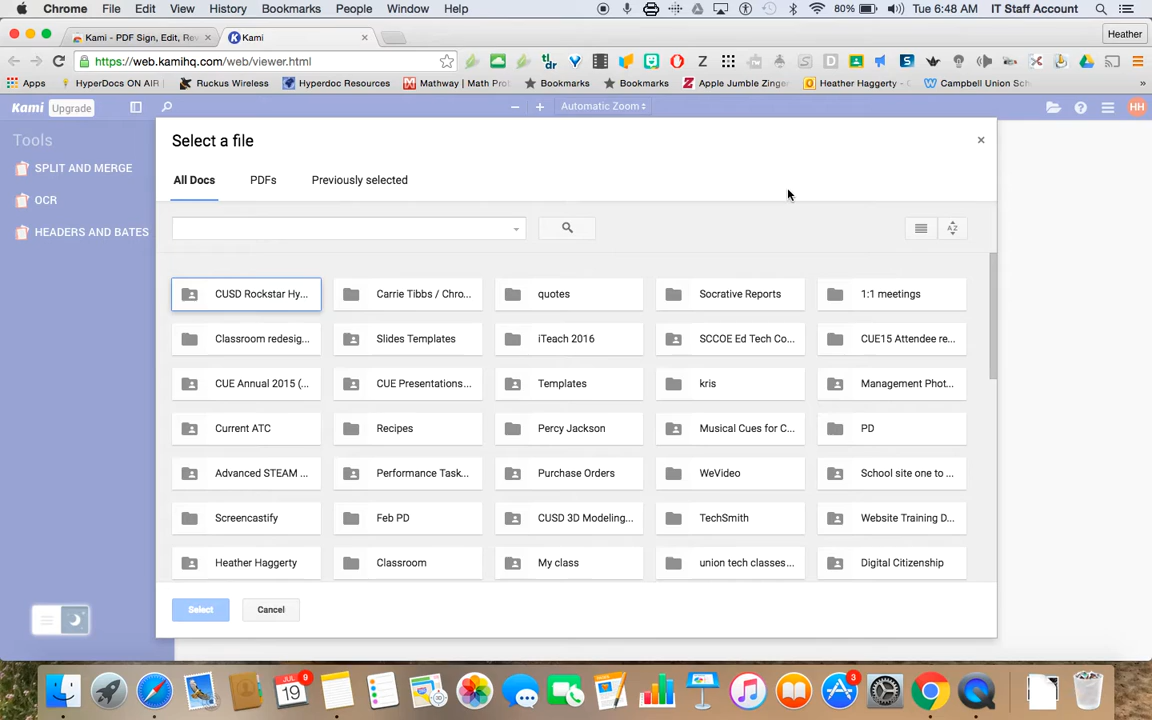 Chrome File Edit View History Bookmarks People Window Help 80% Tue 6:48 AM IT Staff Account
Kami - PDF Sign, Edit, Rev × Kami × Heather
https://web.kamihq.com/web/viewer.html
Apps HyperDocs ON AIR Ruckus Wireless Hyperdoc Resources Mathway | Math Pro Bookmarks Bookmarks Apple Jumble Zinger Heather Haggerty - Campbell Union Sch »
Kami Upgrade Automatic Zoom HH
Tools
SPLIT AND MERGE
OCR
HEADERS AND BATES
Select a file ×
All Docs PDFs Previously selected
AZ
CUSD Rockstar Hy... Carrie Tibbs / Chro... quotes Socrative Reports 1:1 meetings
Classroom redesig... Slides Templates iTeach 2016 SCCOE Ed Tech Co... CUE15 Attendee re...
CUE Annual 2015 (... CUE Presentations... Templates kris Management Phot...
Current ATC Recipes Percy Jackson Musical Cues for C... PD
Advanced STEAM ... Performance Task... Purchase Orders WeVideo School site one to ...
Screencastify Feb PD CUSD 3D Modeling... TechSmith Website Training D...
Heather Haggerty Classroom My class union tech classes... Digital Citizenship
Select Cancel
JUL 19 9 3